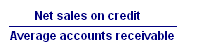 Net sales on credit
Average accounts receivable